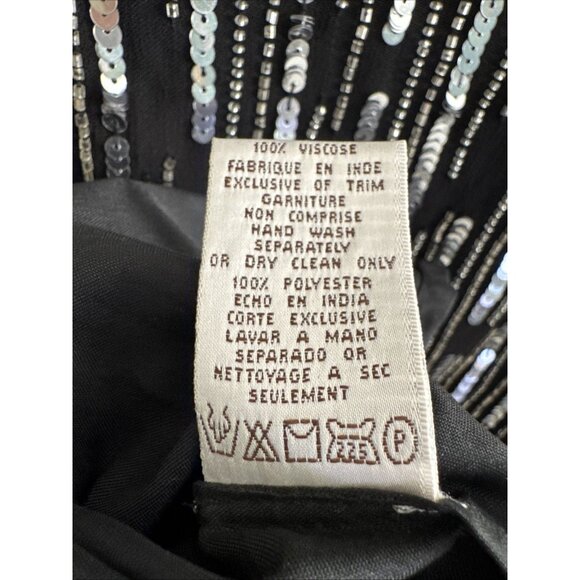 100% VISCOSE
FABRIQUE EN INDE
EXCLUSIVE OF TRIM
GARNITURE
NON COMPRISE
HAND WASH
SEPARATELY
OR DRY CLEAN ONLY
100% POLYESTER
ECHO EN INDIA
CORTE EXCLUSIVE
LAVAR A MANO
SEPARADO OR
NETTOYAGE A SEC
SEULEMENT
225 P